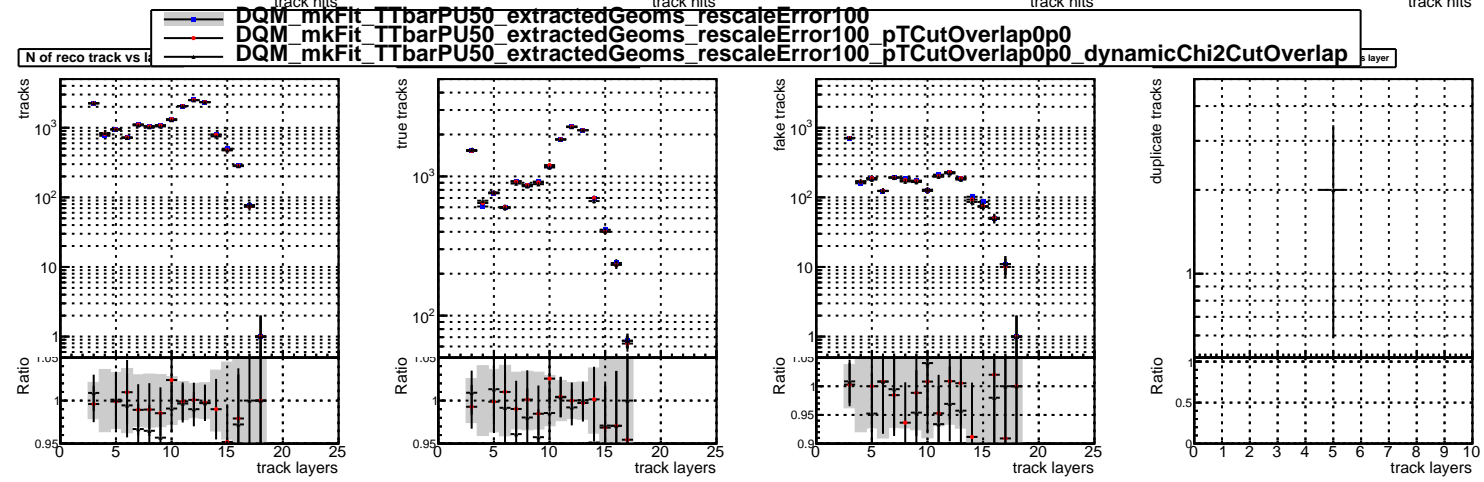 track hits track hits track hits track hits
DQM_mkFit_TTbarPU50_extractedGeoms_rescaleError100
DQM_mkFit_TTbarPU50_extractedGeoms_rescaleError100_pTCutOverlap0p0
DQM_mkFit_TTbarPU50_extractedGeoms_rescaleError100_pTCutOverlap0p0_dynamicChi2CutOverlap
N of reco track vs la
s layer
tracks
10³
10²
10
1
Ratio
1.05
1
0.95
0 5 10 15 20 25
track layers
true tracks
10³
10²
Ratio
1.05
1
0.95
0 5 10 15 20 25
track layers
fake tracks
10³
10²
10
1
Ratio
1.05
1
0.95
0.9
0 5 10 15 20 25
track layers
duplicate tracks
1
Ratio
1
0.5
0
0 1 2 3 4 5 6 7 8 9 10
track layers